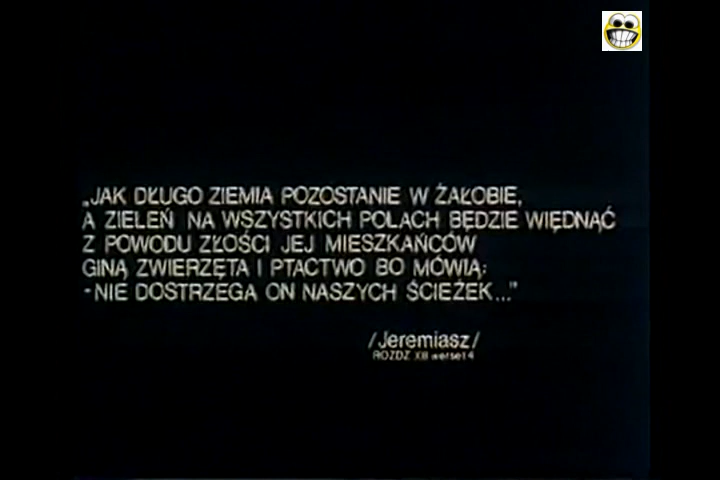 „JAK DŁUGO ZIEMIA POZOSTANIE W ŻAŁOBIE,
A ZIELEŃ NA WSZYSTKICH POLACH BĘDZIE WIĘDNĄĆ
Z POWODU ZŁOŚCI JEJ MIESZKAŃCÓW
GINĄ ZWIERZĘTA I PTACTWO BO MÓWIĄ:
-NIE DOSTRZEGA ON NASZYCH ŚCIEŻEK..."
/Jeremiasz/
ROZDZ XII werset 4